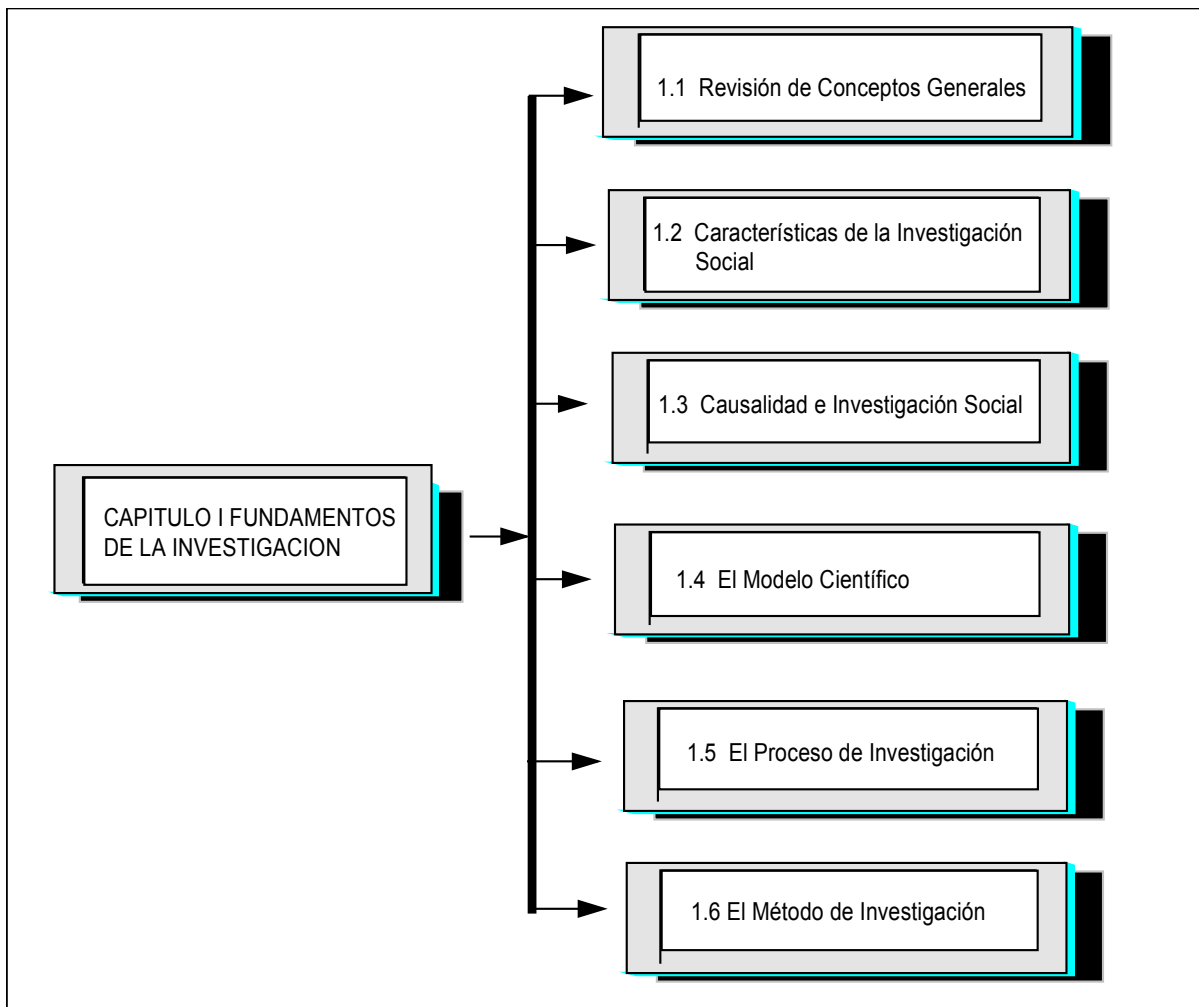 1.1 Revisión de Conceptos Generales
1.2 Características de la Investigación
Social
1.3 Causalidad e Investigación Social
CAPITULO I FUNDAMENTOS
DE LA INVESTIGACION
1.4 El Modelo Científico
1.5 El Proceso de Investigación
1.6 El Método de Investigación